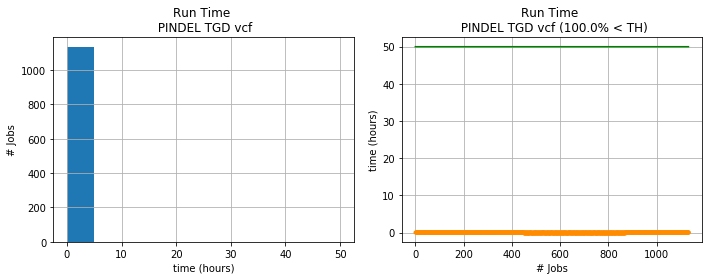 Run Time
PINDEL TGD vcf
# Jobs
1000
800
600
400
200
0
0 10 20 30 40 50
time (hours)
Run Time
PINDEL TGD vcf (100.0% < TH)
time (hours)
50
40
30
20
10
0
0 200 400 600 800 1000
# Jobs